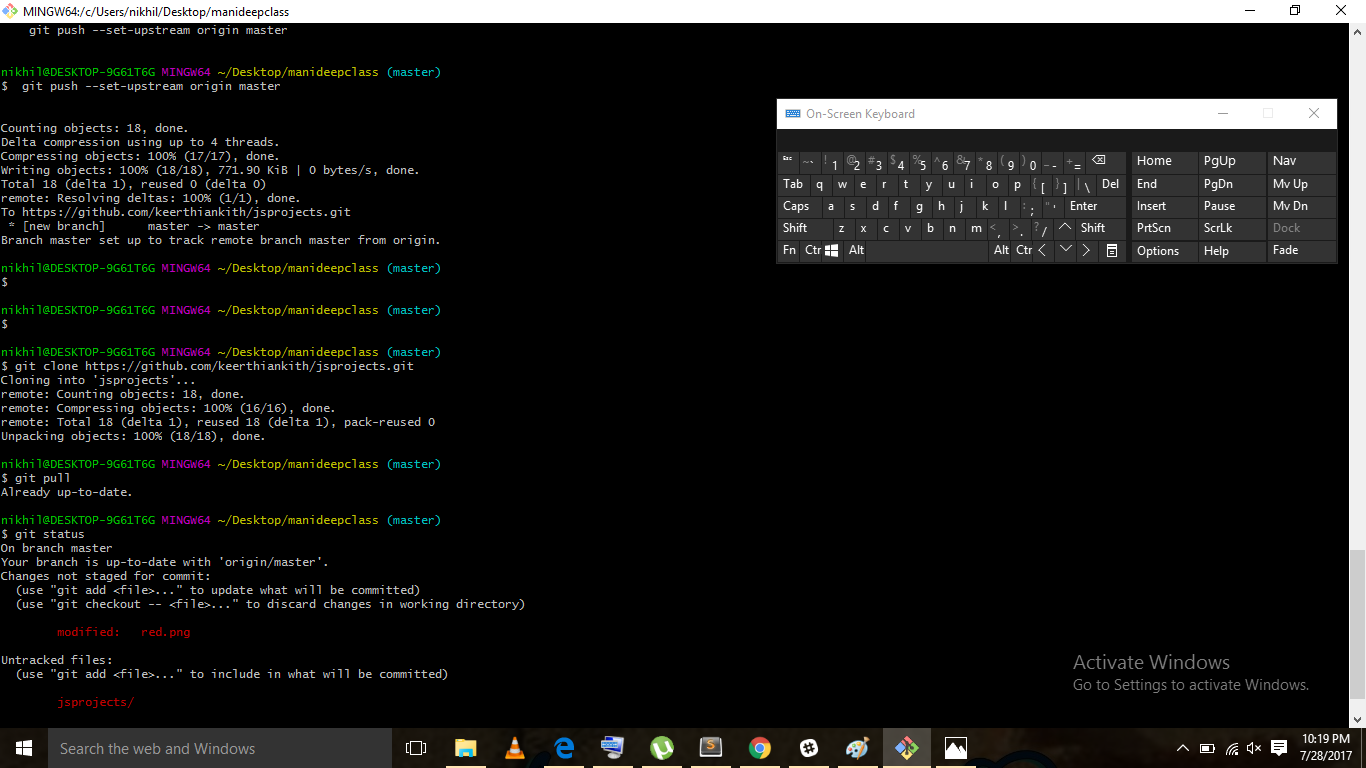 MINGW64:/c/Users/nikhil/Desktop/manideepclass
git push --set-upstream origin master
nikhil@DESKTOP-9G61T6G MINGW64 ~/Desktop/manideepclass (master)
$  git push --set-upstream origin master
Counting objects: 18, done.
Delta compression using up to 4 threads.
Compressing objects: 100% (17/17), done.
Writing objects: 100% (18/18), 771.90 KiB | 0 bytes/s, done.
Total 18 (delta 1), reused 0 (delta 0)
remote: Resolving deltas: 100% (1/1), done.
To https://github.com/keerthiankith/jsprojects.git
 * [new branch]      master -> master
Branch master set up to track remote branch master from origin.
nikhil@DESKTOP-9G61T6G MINGW64 ~/Desktop/manideepclass (master)
$
nikhil@DESKTOP-9G61T6G MINGW64 ~/Desktop/manideepclass (master)
$
nikhil@DESKTOP-9G61T6G MINGW64 ~/Desktop/manideepclass (master)
$ git clone https://github.com/keerthiankith/jsprojects.git
Cloning into 'jsprojects'...
remote: Counting objects: 18, done.
remote: Compressing objects: 100% (16/16), done.
remote: Total 18 (delta 1), reused 18 (delta 1), pack-reused 0
Unpacking objects: 100% (18/18), done.
nikhil@DESKTOP-9G61T6G MINGW64 ~/Desktop/manideepclass (master)
$ git pull
Already up-to-date.
nikhil@DESKTOP-9G61T6G MINGW64 ~/Desktop/manideepclass (master)
$ git status
On branch master
Your branch is up-to-date with 'origin/master'.
Changes not staged for commit:
  (use "git add <file>..." to update what will be committed)
  (use "git checkout -- <file>..." to discard changes in working directory)
        modified:   red.png
Untracked files:
  (use "git add <file>..." to include in what will be committed)
        jsprojects/
On-Screen Keyboard
Esc ~ ` ! 1 @ 2 # 3 $ 4 % 5 ^ 6 & 7 * 8 ( 9 ) 0 _ - + = Home PgUp Nav
Tab q w e r t y u i o p { [ } ] | \ Del End PgDn Mv Up
Caps a s d f g h j k l : ; " ' Enter Insert Pause Mv Dn
Shift z x c v b n m < , > . ? / Shift PrtScn ScrLk Dock
Fn Ctr Alt Alt Ctr Options Help Fade
Activate Windows
Go to Settings to activate Windows.
Search the web and Windows
10:19 PM
7/28/2017